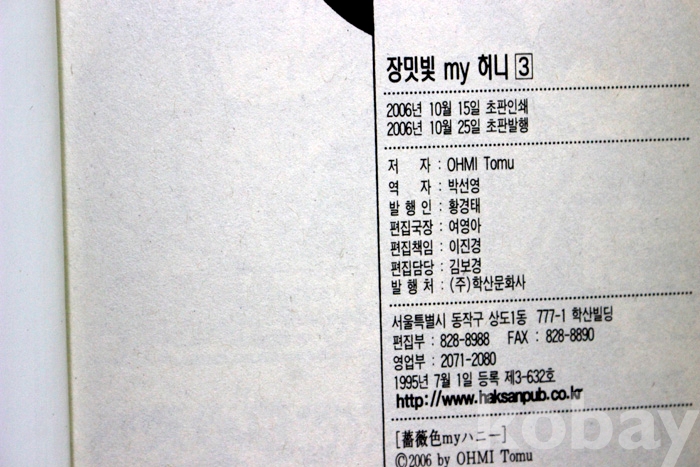 장밋빛 my 허니 3
2006년 10월 15일 초판인쇄
2006년 10월 25일 초판발행
저 자 : OHMI Tomu
역 자 : 박선영
발 행 인 : 황경태
편집국장 : 여영아
편집책임 : 이진경
편집담당 : 김보경
발 행 처 : (주)학산문화사
서울특별시 동작구 상도1동 777-1 학산빌딩
편집부 : 828-8988 FAX : 828-8890
영업부 : 2071-2080
1995년 7월 1일 등록 제3-632호
http://www.haksanpub.co.kr
[薔薇色myハニー]
©2006 by OHMI Tomu
kobay